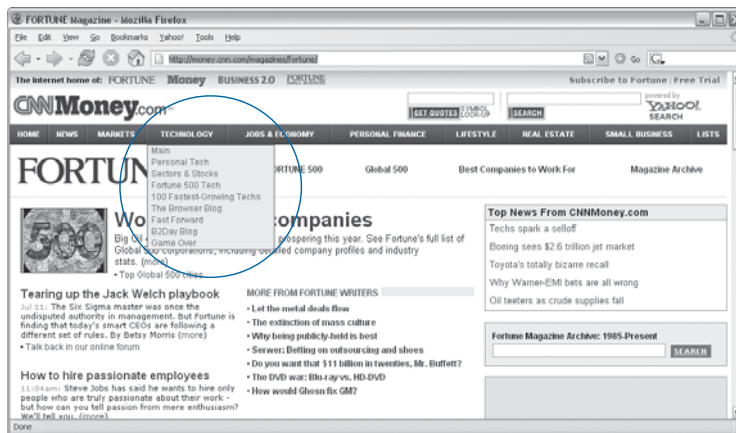 FORTUNE Magazine - Mozilla Firefox
File Edit View Go Bookmarks Yahoo! Tools Help
http://money.cnn.com/magazines/fortune/
Go
The Internet home of: FORTUNE Money BUSINESS 2.0 FORTUNE
Subscribe to Fortune | Free Trial
CNNMoney.com
GET QUOTES SYMBOL LOOK-UP
SEARCH
powered by
YAHOO!
SEARCH
HOME NEWS MARKETS TECHNOLOGY JOBS & ECONOMY PERSONAL FINANCE LIFESTYLE REAL ESTATE SMALL BUSINESS LISTS
Main
Personal Tech
Sectors & Stocks
Fortune 500 Tech
100 Fastest-Growing Techs
The Browser Blog
Fast Forward
B2Day Blog
Game Over
FORTUN
ORTUNE 500 Global 500 Best Companies to Work For Magazine Archive
500
Wo companies
Big Oil prospering this year. See Fortune's full list of
Global 500 corporations, including detailed company profiles and industry
stats. (more)
• Top Global 500 cities
Tearing up the Jack Welch playbook
Jul 11: The Six Sigma master was once the
undisputed authority in management. But Fortune is
finding that today's smart CEOs are following a
different set of rules. By Betsy Morris (more)
• Talk back in our online forum
How to hire passionate employees
11:04am: Steve Jobs has said he wants to hire only
people who are truly passionate about their work -
but how can you tell passion from mere enthusiasm?
We'll tell you. (more)
MORE FROM FORTUNE WRITERS
• Let the metal deals flow
• The extinction of mass culture
• Why being publicly-held is best
• Serwer: Betting on outsourcing and shoes
• Do you want that $11 billion in twenties, Mr. Buffett?
• The DVD war: Blu-ray vs. HD-DVD
• How would Ghosn fix GM?
Top News From CNNMoney.com
Techs spark a selloff
Boeing sees $2.6 trillion jet market
Toyota's totally bizarre recall
Why Warner-EMI bets are all wrong
Oil teeters as crude supplies fall
Fortune Magazine Archive: 1985-Present
SEARCH
Done